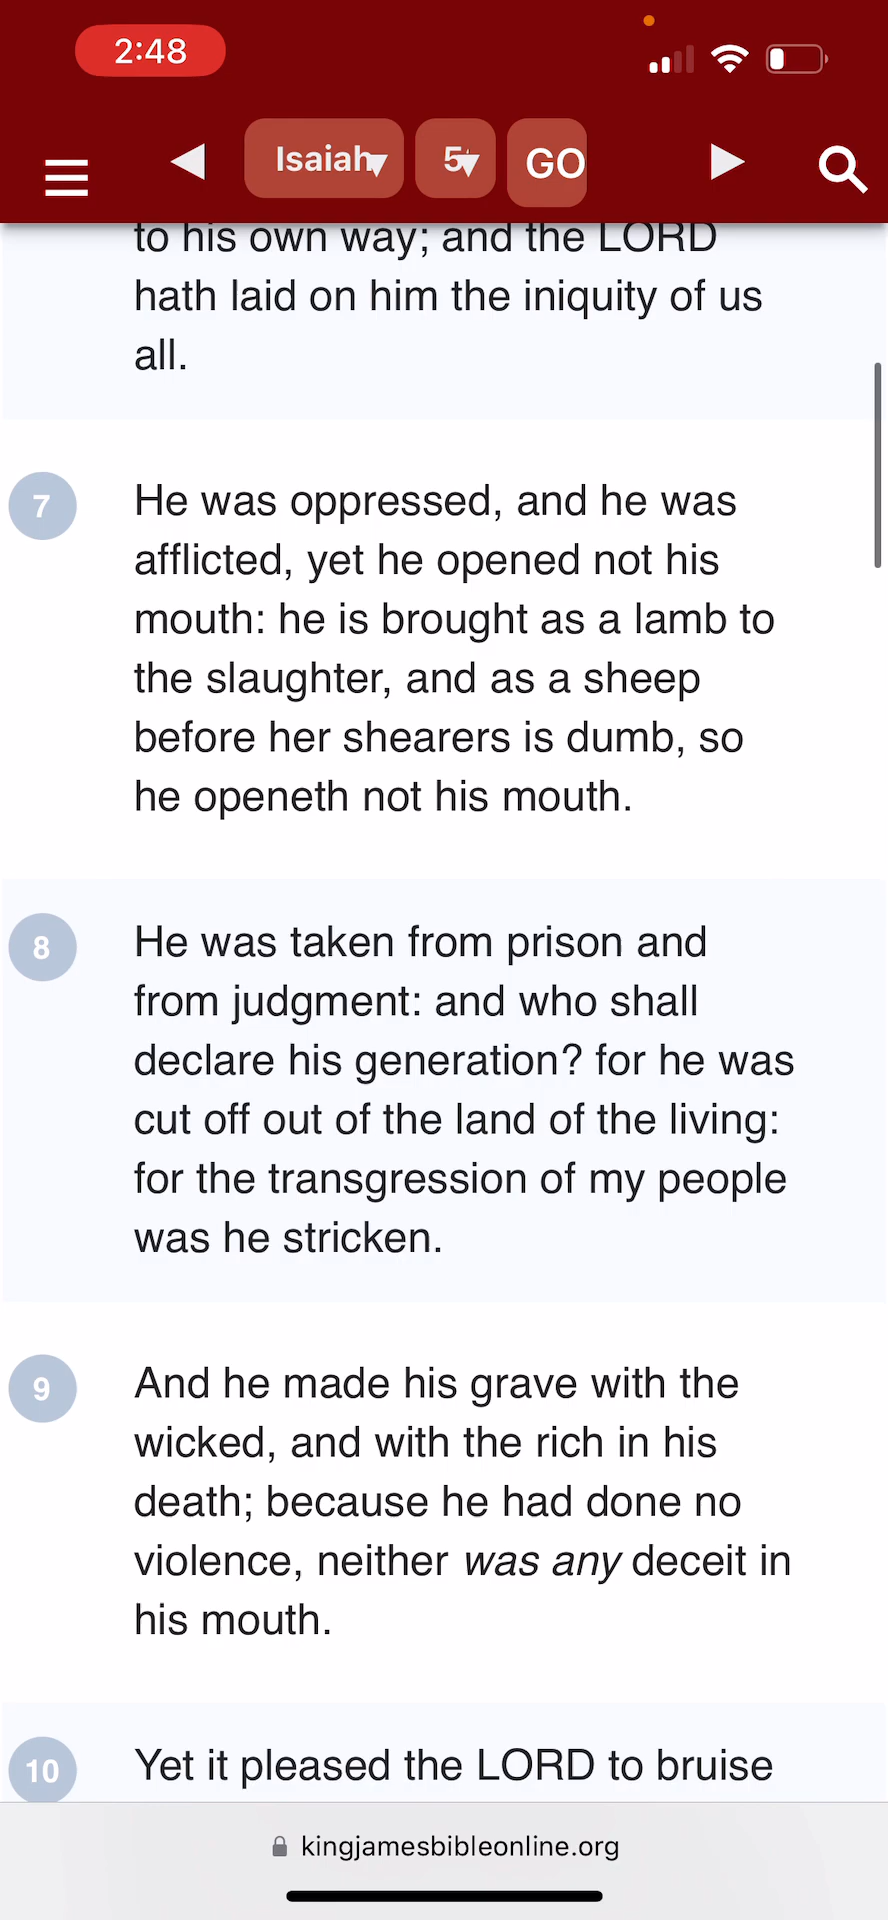 2:48
Isaiah 5 GO
to his own way; and the LORD
hath laid on him the iniquity of us
all.
7 He was oppressed, and he was
afflicted, yet he opened not his
mouth: he is brought as a lamb to
the slaughter, and as a sheep
before her shearers is dumb, so
he openeth not his mouth.
8 He was taken from prison and
from judgment: and who shall
declare his generation? for he was
cut off out of the land of the living:
for the transgression of my people
was he stricken.
9 And he made his grave with the
wicked, and with the rich in his
death; because he had done no
violence, neither was any deceit in
his mouth.
10 Yet it pleased the LORD to bruise
kingjamesbibleonline.org